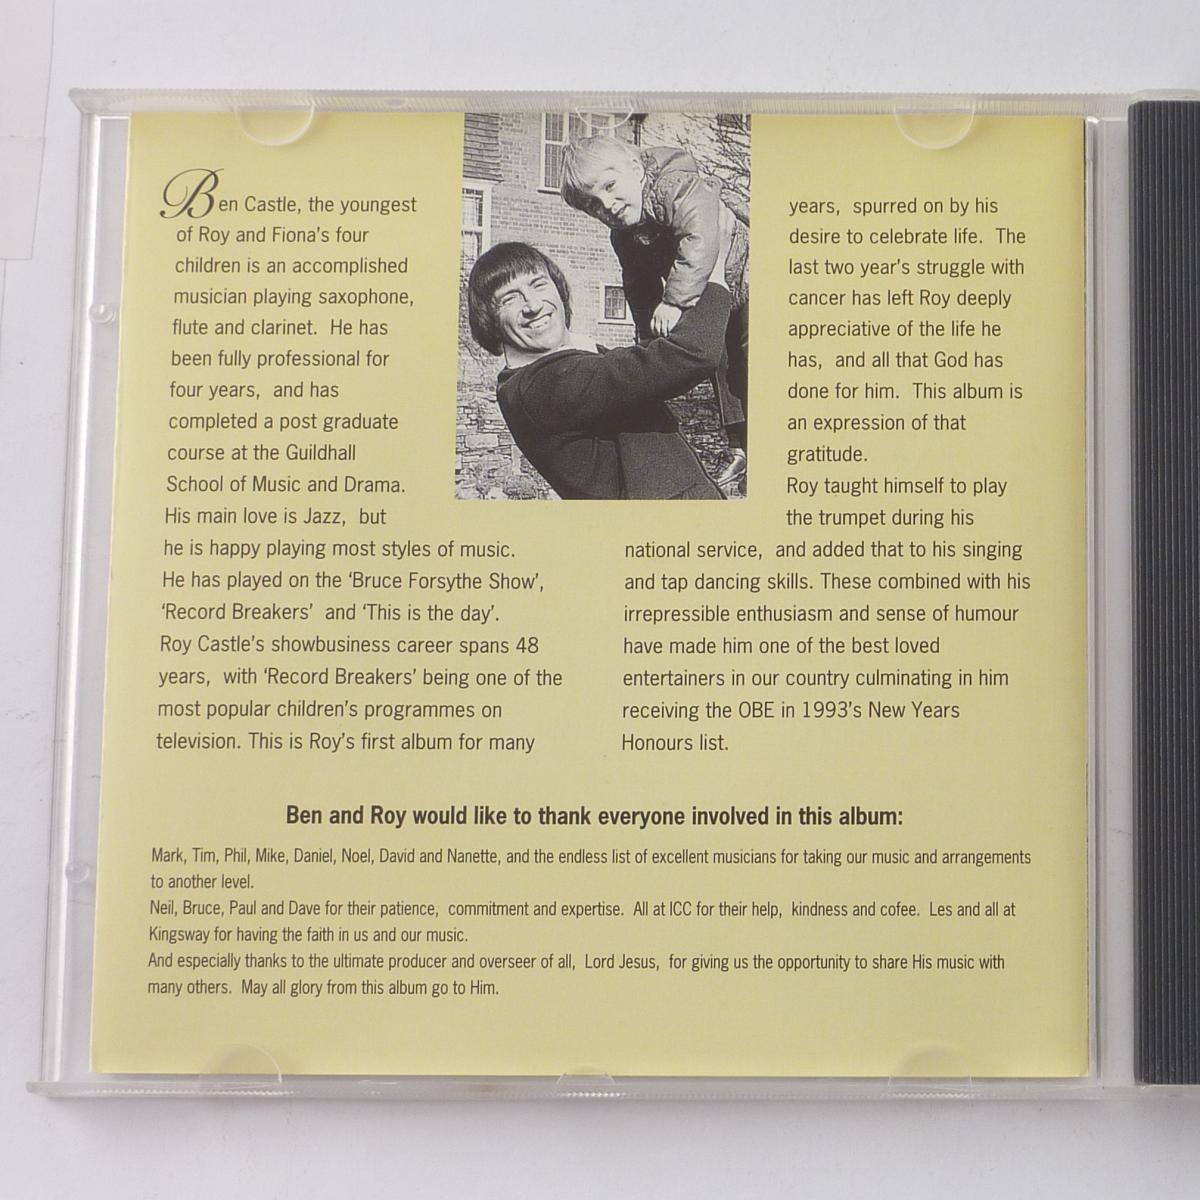 Ben Castle, the youngest
of Roy and Fiona's four
children is an accomplished
musician playing saxophone,
flute and clarinet. He has
been fully professional for
four years, and has
completed a post graduate
course at the Guildhall
School of Music and Drama.
His main love is Jazz, but
he is happy playing most styles of music.
He has played on the 'Bruce Forsythe Show',
'Record Breakers' and 'This is the day'.
Roy Castle's showbusiness career spans 48
years, with 'Record Breakers' being one of the
most popular children's programmes on
television. This is Roy's first album for many
years, spurred on by his
desire to celebrate life. The
last two year's struggle with
cancer has left Roy deeply
appreciative of the life he
has, and all that God has
done for him. This album is
an expression of that
gratitude.
Roy taught himself to play
the trumpet during his
national service, and added that to his singing
and tap dancing skills. These combined with his
irrepressible enthusiasm and sense of humour
have made him one of the best loved
entertainers in our country culminating in him
receiving the OBE in 1993's New Years
Honours list.
Ben and Roy would like to thank everyone involved in this album:
Mark, Tim, Phil, Mike, Daniel, Noel, David and Nanette, and the endless list of excellent musicians for taking our music and arrangements
to another level.
Neil, Bruce, Paul and Dave for their patience, commitment and expertise. All at ICC for their help, kindness and cofee. Les and all at
Kingsway for having the faith in us and our music.
And especially thanks to the ultimate producer and overseer of all, Lord Jesus, for giving us the opportunity to share His music with
many others. May all glory from this album go to Him.